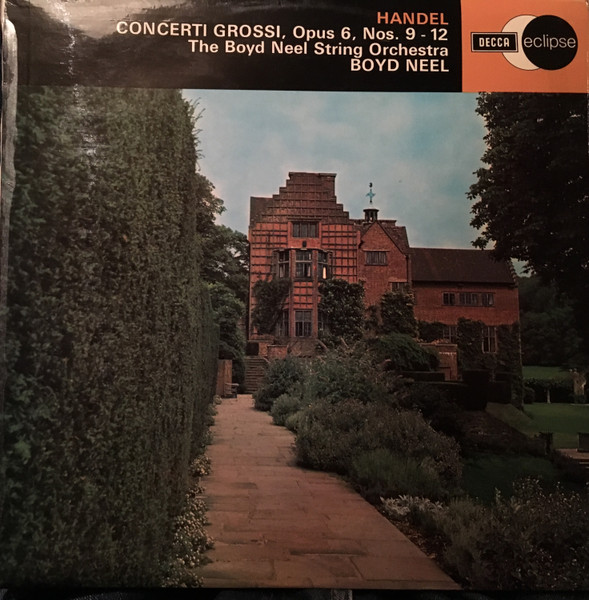 HANDEL
CONCERTI GROSSI, Opus 6, Nos. 9 - 12
The Boyd Neel String Orchestra
BOYD NEEL
DECCA eclipse